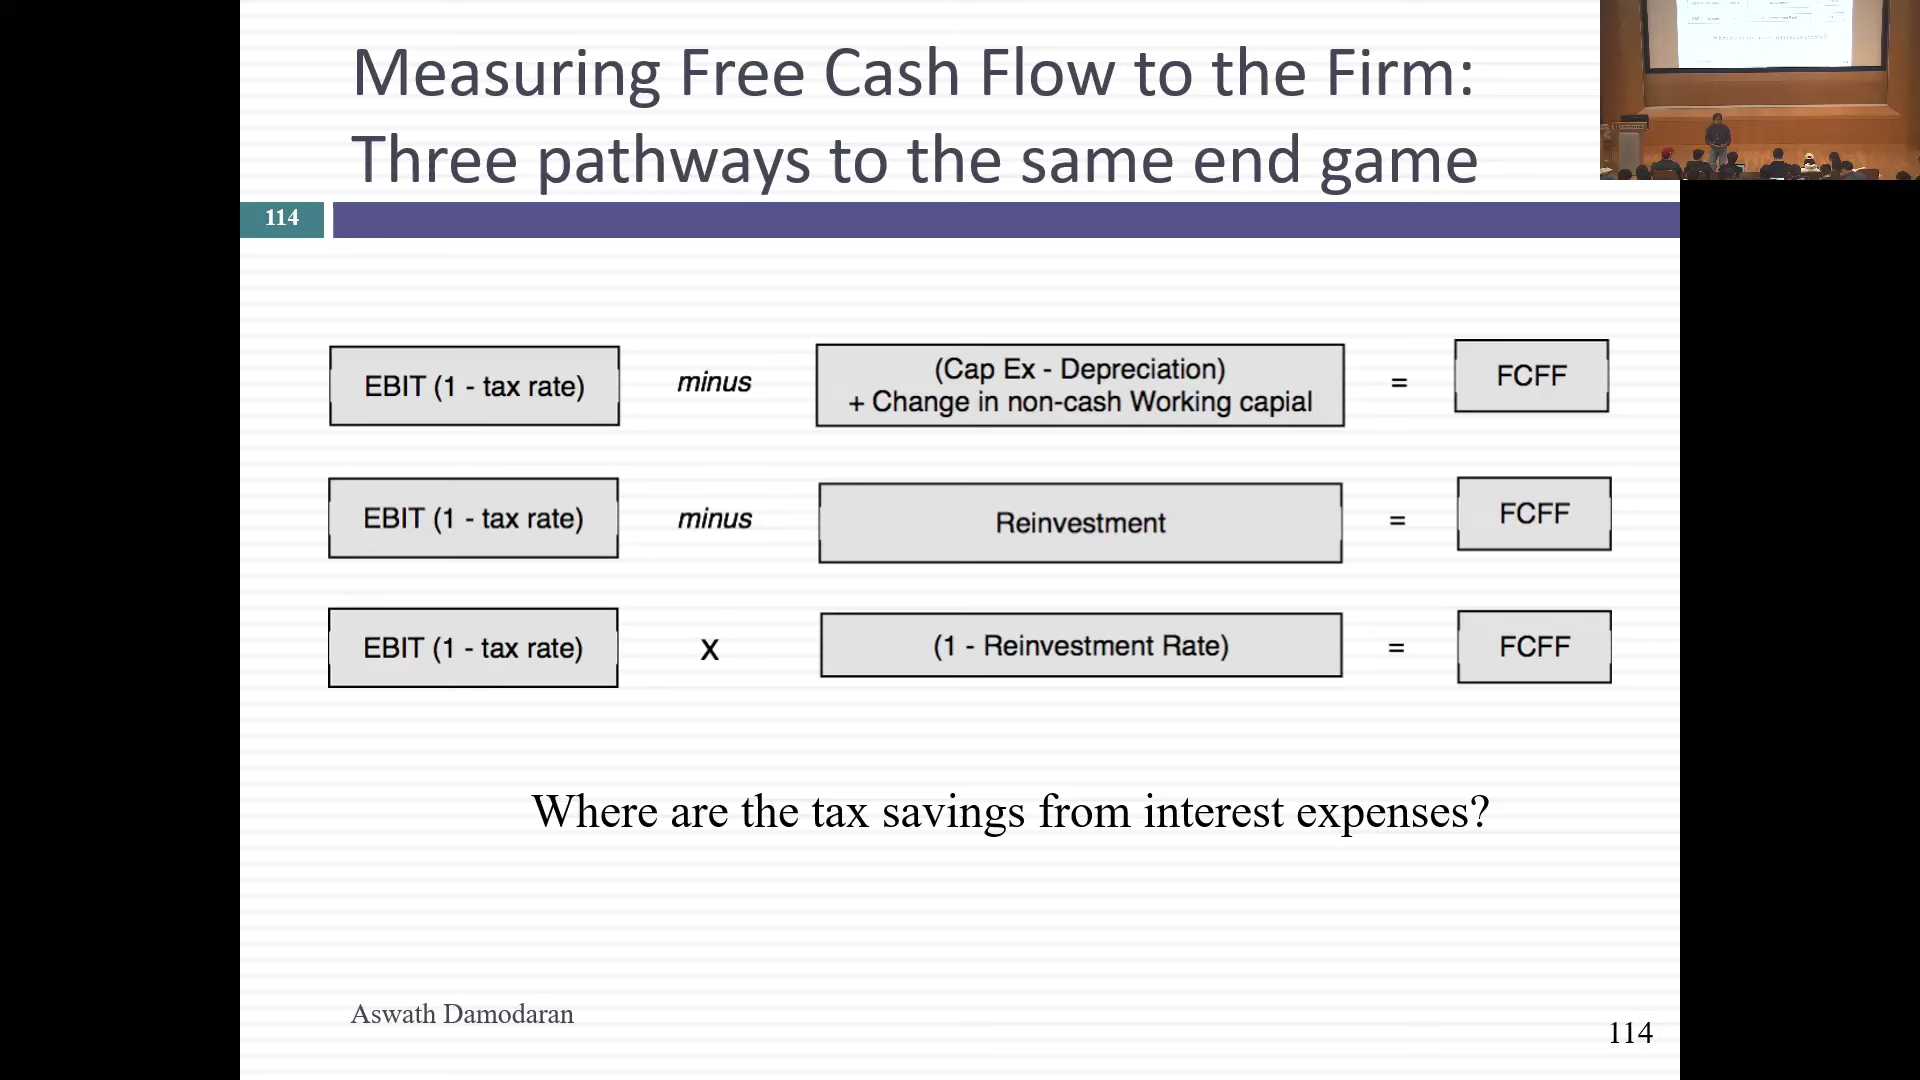 Measuring Free Cash Flow to the Firm:
Three pathways to the same end game
114
EBIT (1 - tax rate)
minus
(Cap Ex - Depreciation)
+ Change in non-cash Working capial
=
FCFF
EBIT (1 - tax rate)
minus
Reinvestment
=
FCFF
EBIT (1 - tax rate)
X
(1 - Reinvestment Rate)
=
FCFF
Where are the tax savings from interest expenses?
Aswath Damodaran
114